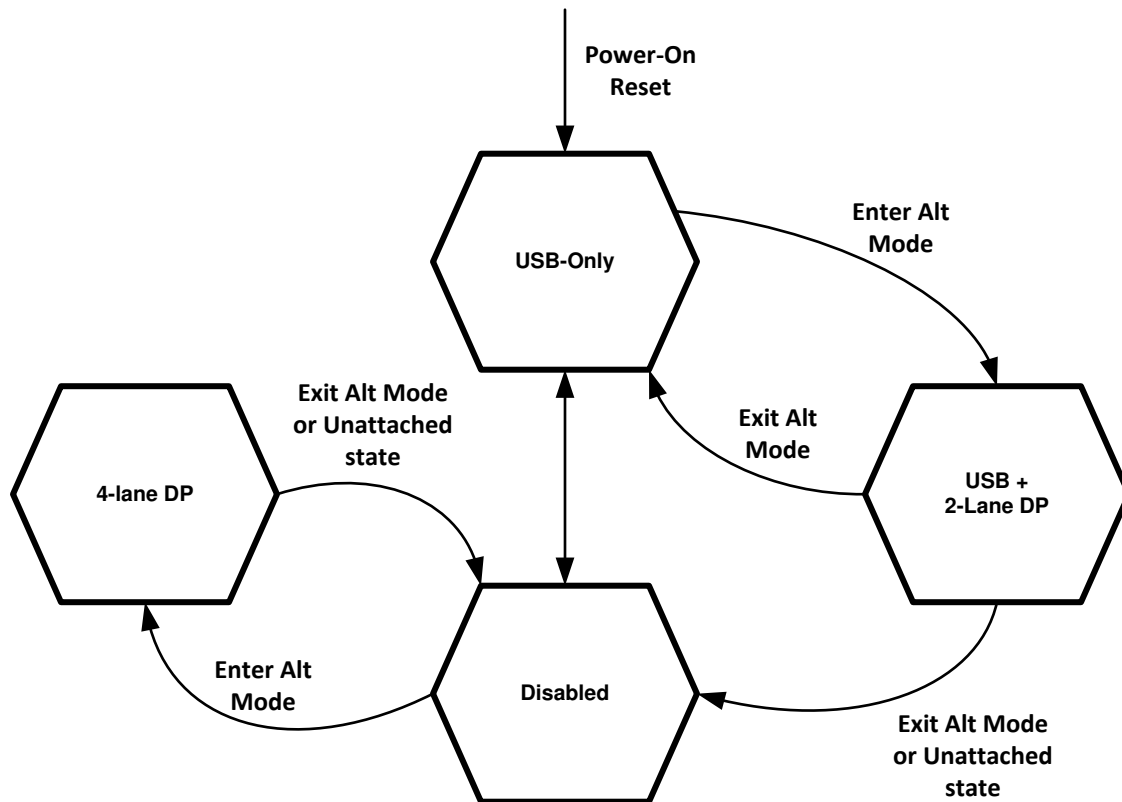 Power-On
Reset
USB-Only
Enter Alt
Mode
Exit Alt Mode
or Unattached
state
Exit Alt
Mode
4-lane DP
USB +
2-Lane DP
Enter Alt
Mode
Disabled
Exit Alt Mode
or Unattached
state